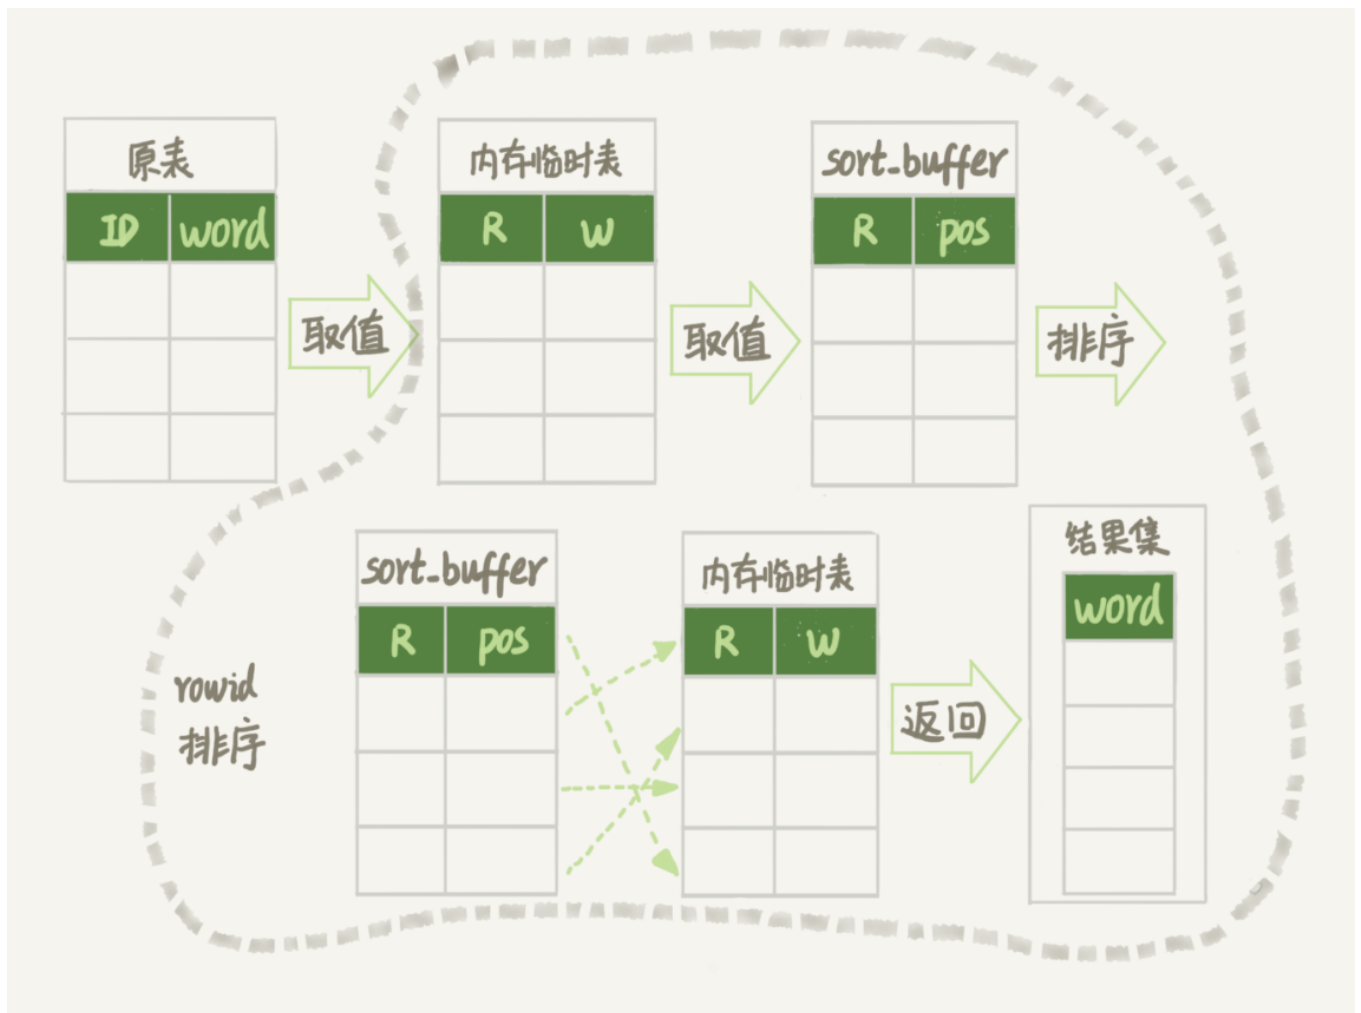 原表
ID word
取值
内存临时表
R W
取值
sort_buffer
R pos
排序
rowid
排序
sort_buffer
R pos
内存临时表
R W
返回
结果集
word